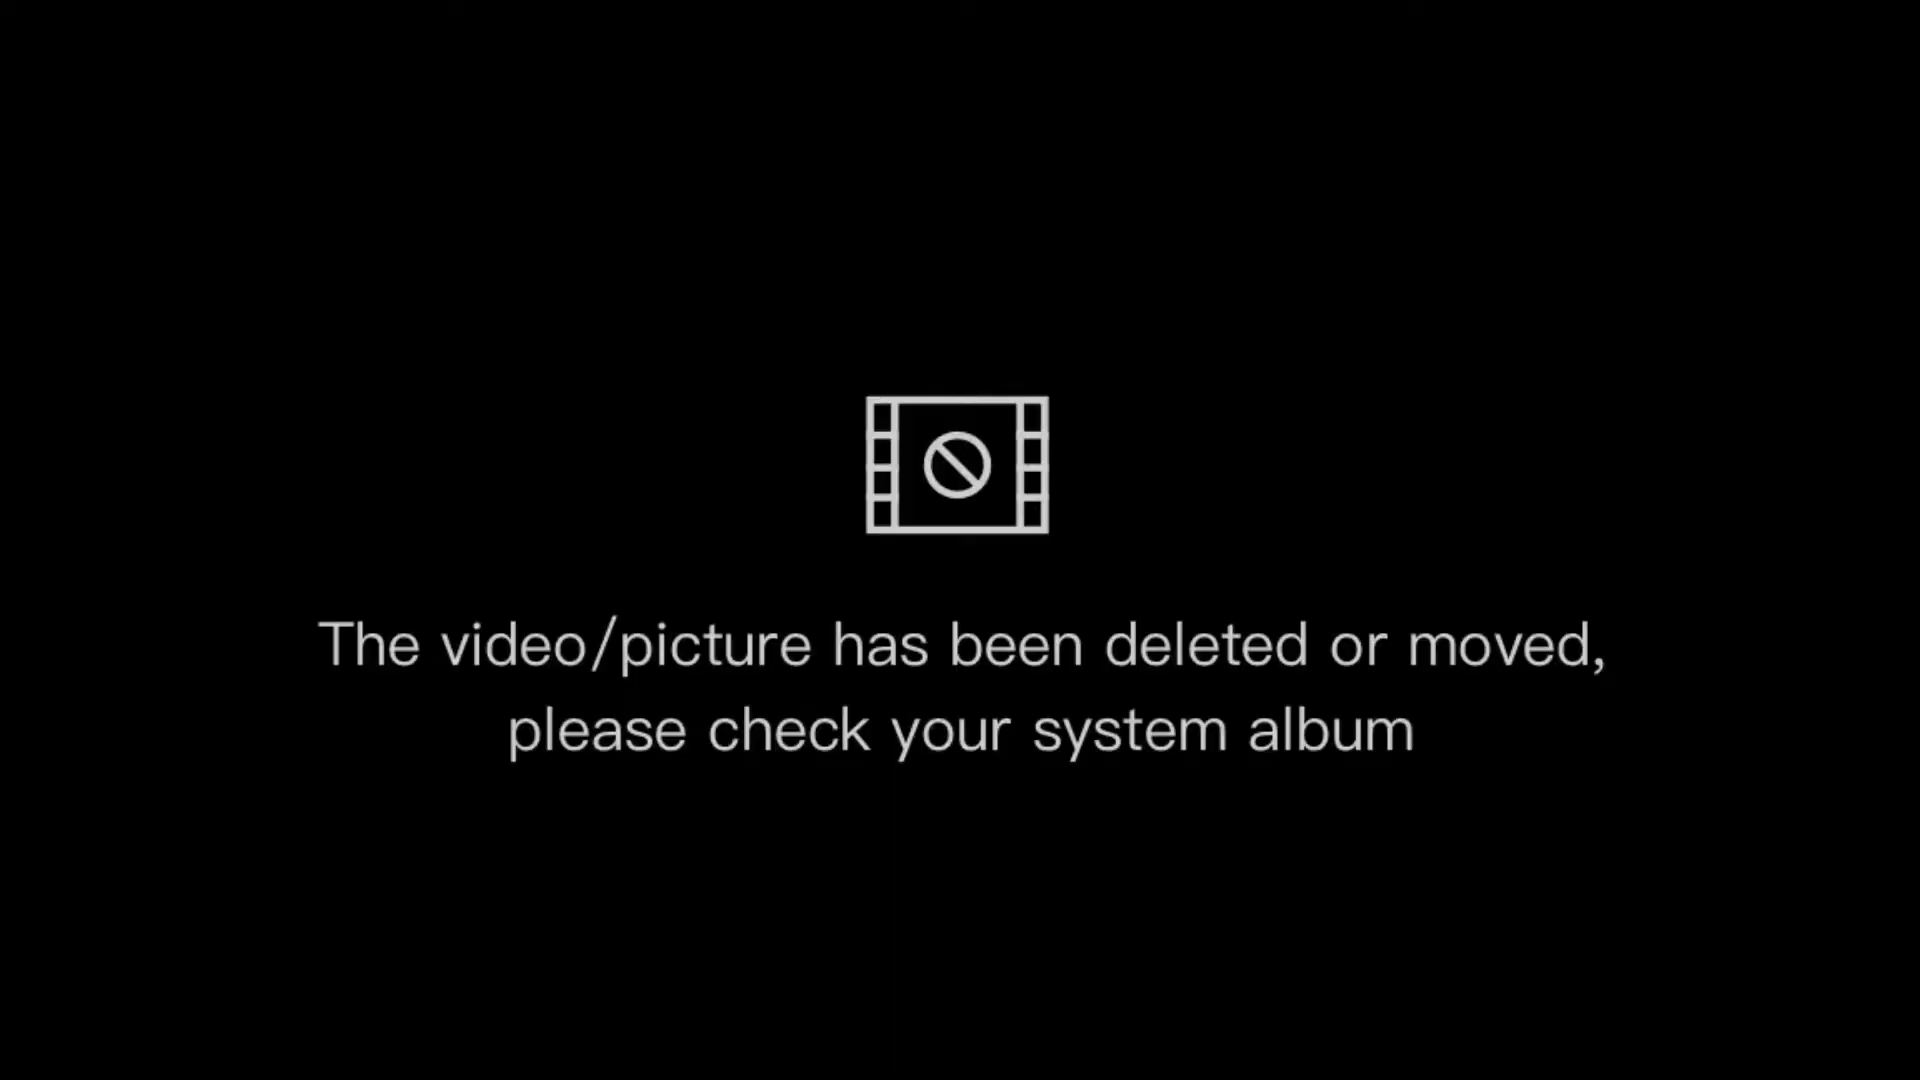 The video/picture has been deleted or moved,
please check your system album